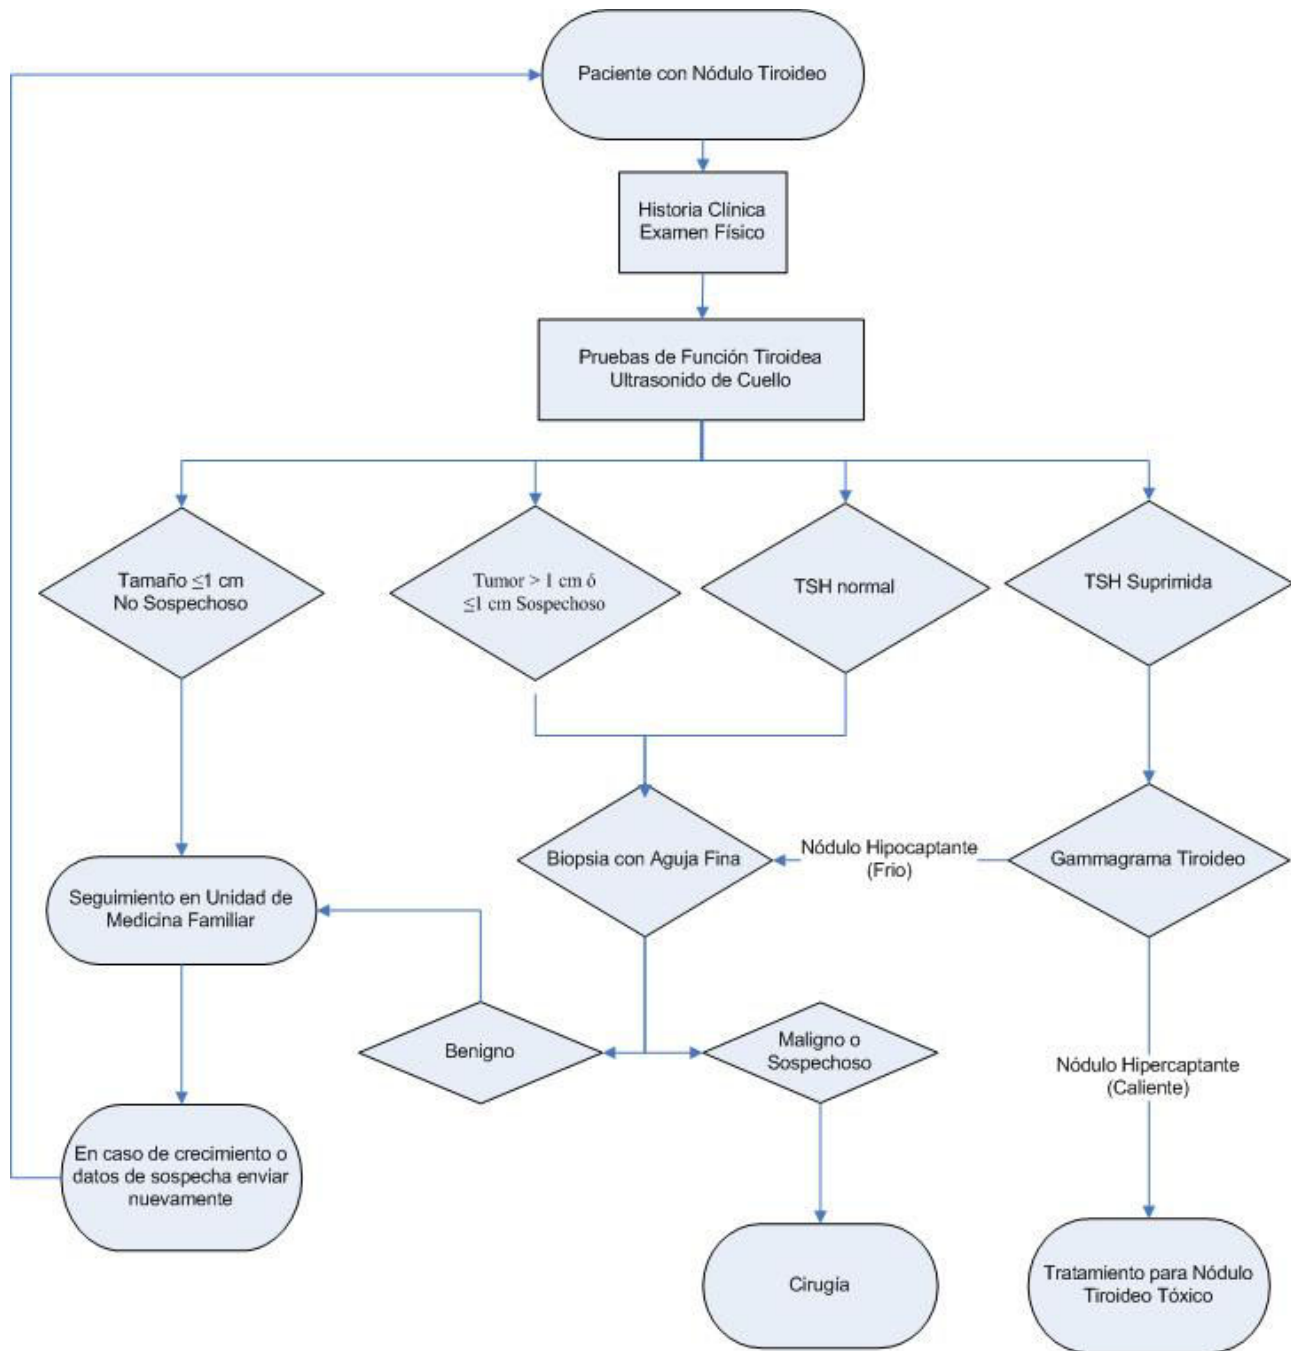 Paciente con Nódulo Tiroideo
Historia Clínica
Examen Físico
Pruebas de Función Tiroidea
Ultrasonido de Cuello
Tamaño ≤1 cm
No Sospechoso
Tumor > 1 cm ó
≤1 cm Sospechoso
TSH normal
TSH Suprimida
Biopsia con Aguja Fina
Nódulo Hipocaptante
(Frio)
Gammagrama Tiroideo
Seguimiento en Unidad de
Medicina Familiar
Benigno
Maligno o
Sospechoso
Nódulo Hipercaptante
(Caliente)
En caso de crecimiento o
datos de sospecha enviar
nuevamente
Cirugía
Tratamiento para Nódulo
Tiroideo Tóxico